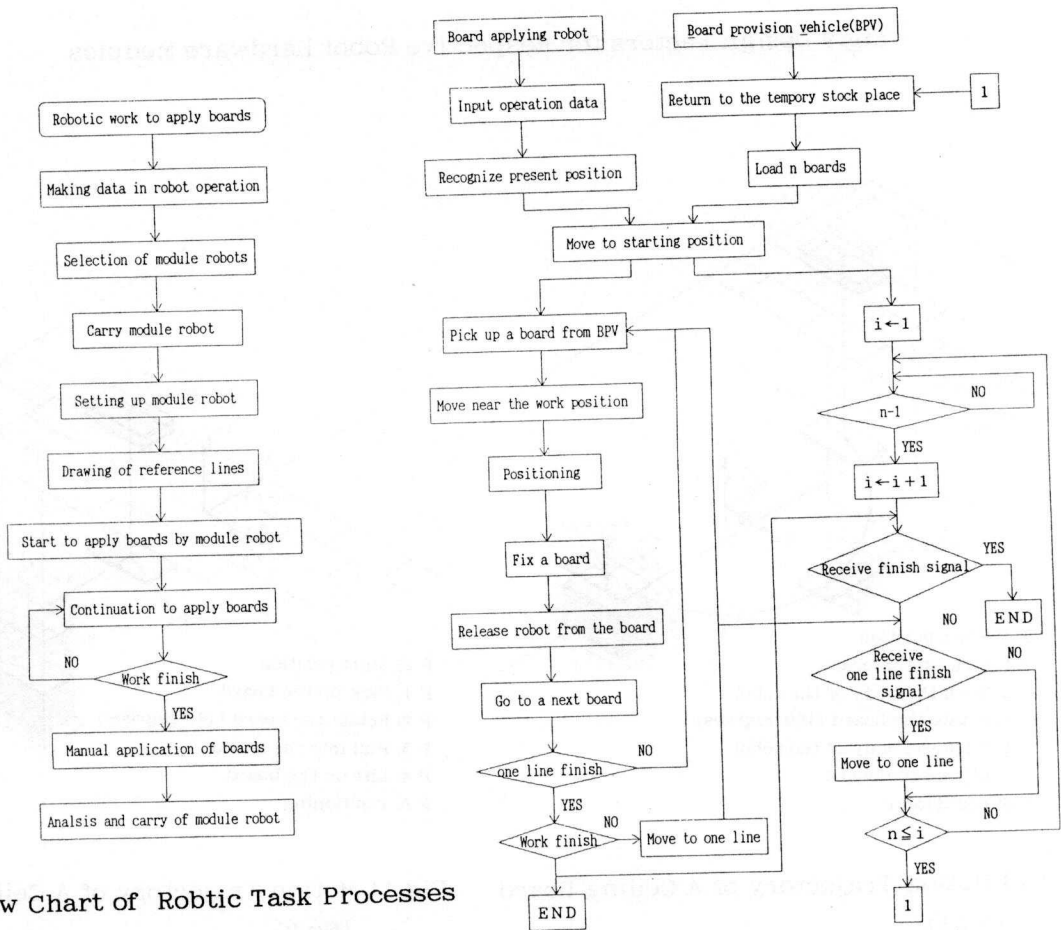 Robotic work to apply boards
Making data in robot operation
Selection of module robots
Carry module robot
Setting up module robot
Drawing of reference lines
Start to apply boards by module robot
Continuation to apply boards
NO
Work finish
YES
Manual application of boards
Analsis and carry of module robot
Board applying robot
Input operation data
Recognize present position
Board provision vehicle(BPV)
Return to the tempory stock place
1
Load n boards
Move to starting position
Pick up a board from BPV
Move near the work position
Positioning
Fix a board
Release robot from the board
Go to a next board
one line finish
NO
YES
Work finish
NO
Move to one line
YES
END
i←1
n-1
NO
YES
i←i+1
Receive finish signal
YES
END
NO
Receive
one line finish
signal
NO
YES
Move to one line
n≦i
NO
YES
1
w Chart of Robtic Task Processes